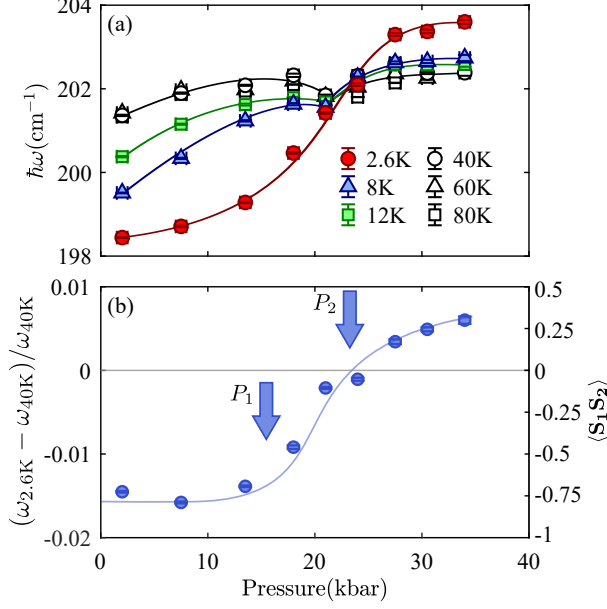 (a)
204
202
200
198
ħω(cm⁻¹)
2.6K
8K
12K
40K
60K
80K
(b)
0.01
0
-0.01
-0.02
(ω₂.₆K − ω₄₀K)/ω₄₀K
P₁
P₂
0.5
0.25
0
-0.25
-0.5
-0.75
-1
⟨S₁S₂⟩
0
10
20
30
40
Pressure(kbar)